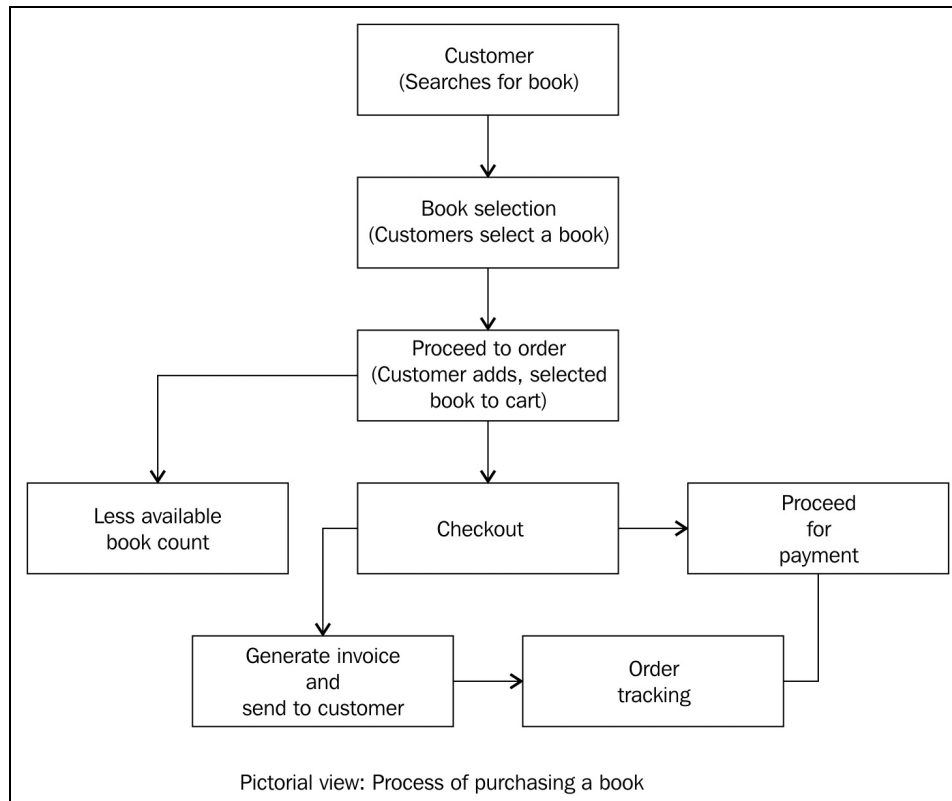 Customer
(Searches for book)
Book selection
(Customers select a book)
Proceed to order
(Customer adds, selected
book to cart)
Less available
book count
Checkout
Proceed
for
payment
Generate invoice
and
send to customer
Order
tracking
Pictorial view: Process of purchasing a book